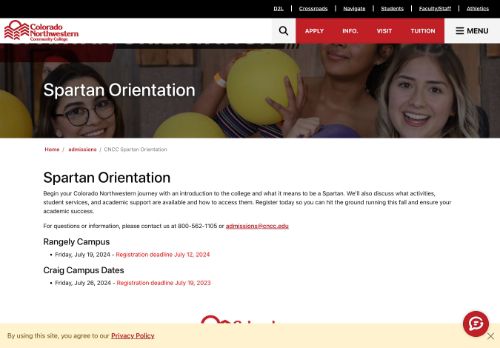 D2L Crossroads Navigate Students Faculty/Staff Athletics
Colorado
Northwestern
Community College
APPLY INFO. VISIT TUITION MENU
Spartan Orientation
Home / admissions / CNCC Spartan Orientation
Spartan Orientation
Begin your Colorado Northwestern journey with an introduction to the college and what it means to be a Spartan. We'll also discuss what activities,
student services, and academic support are available and how to access them. Register today so you can hit the ground running this fall and ensure your
academic success.
For questions or information, please contact us at 800-562-1105 or admissions@cncc.edu
Rangely Campus
• Friday, July 19, 2024 - Registration deadline July 12, 2024
Craig Campus Dates
• Friday, July 26, 2024 - Registration deadline July 19, 2023
By using this site, you agree to our Privacy Policy